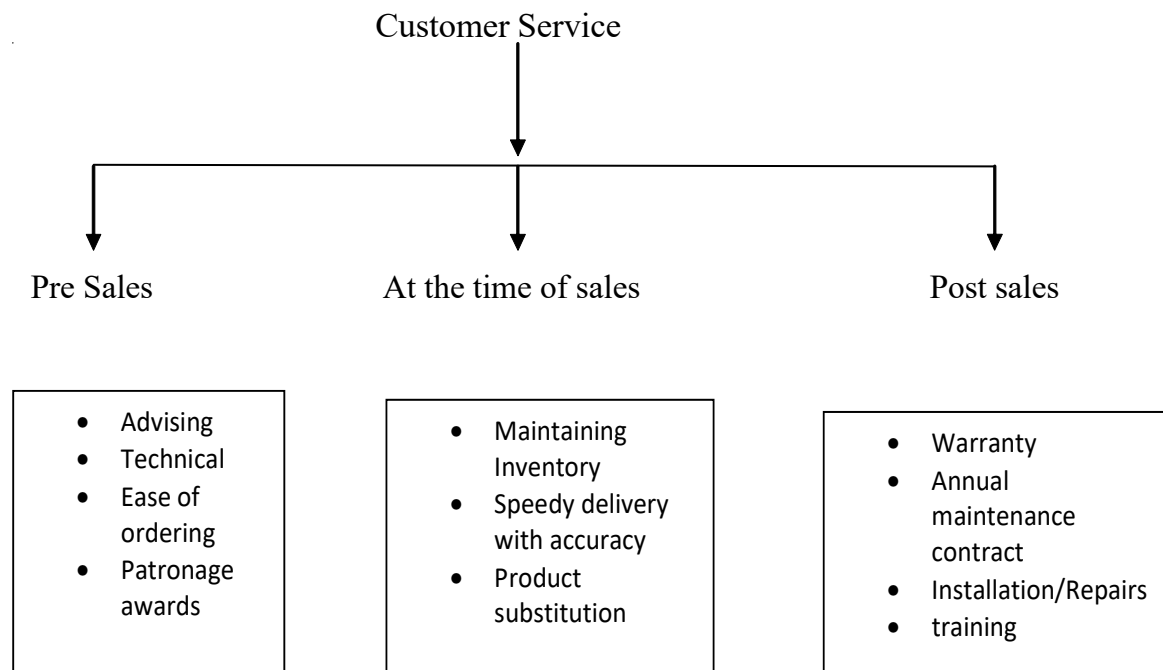 Customer Service
Pre Sales
At the time of sales
Post sales
• Advising
• Technical
• Ease of
ordering
• Patronage
awards
• Maintaining
Inventory
• Speedy delivery
with accuracy
• Product
substitution
• Warranty
• Annual
maintenance
contract
• Installation/Repairs
• training